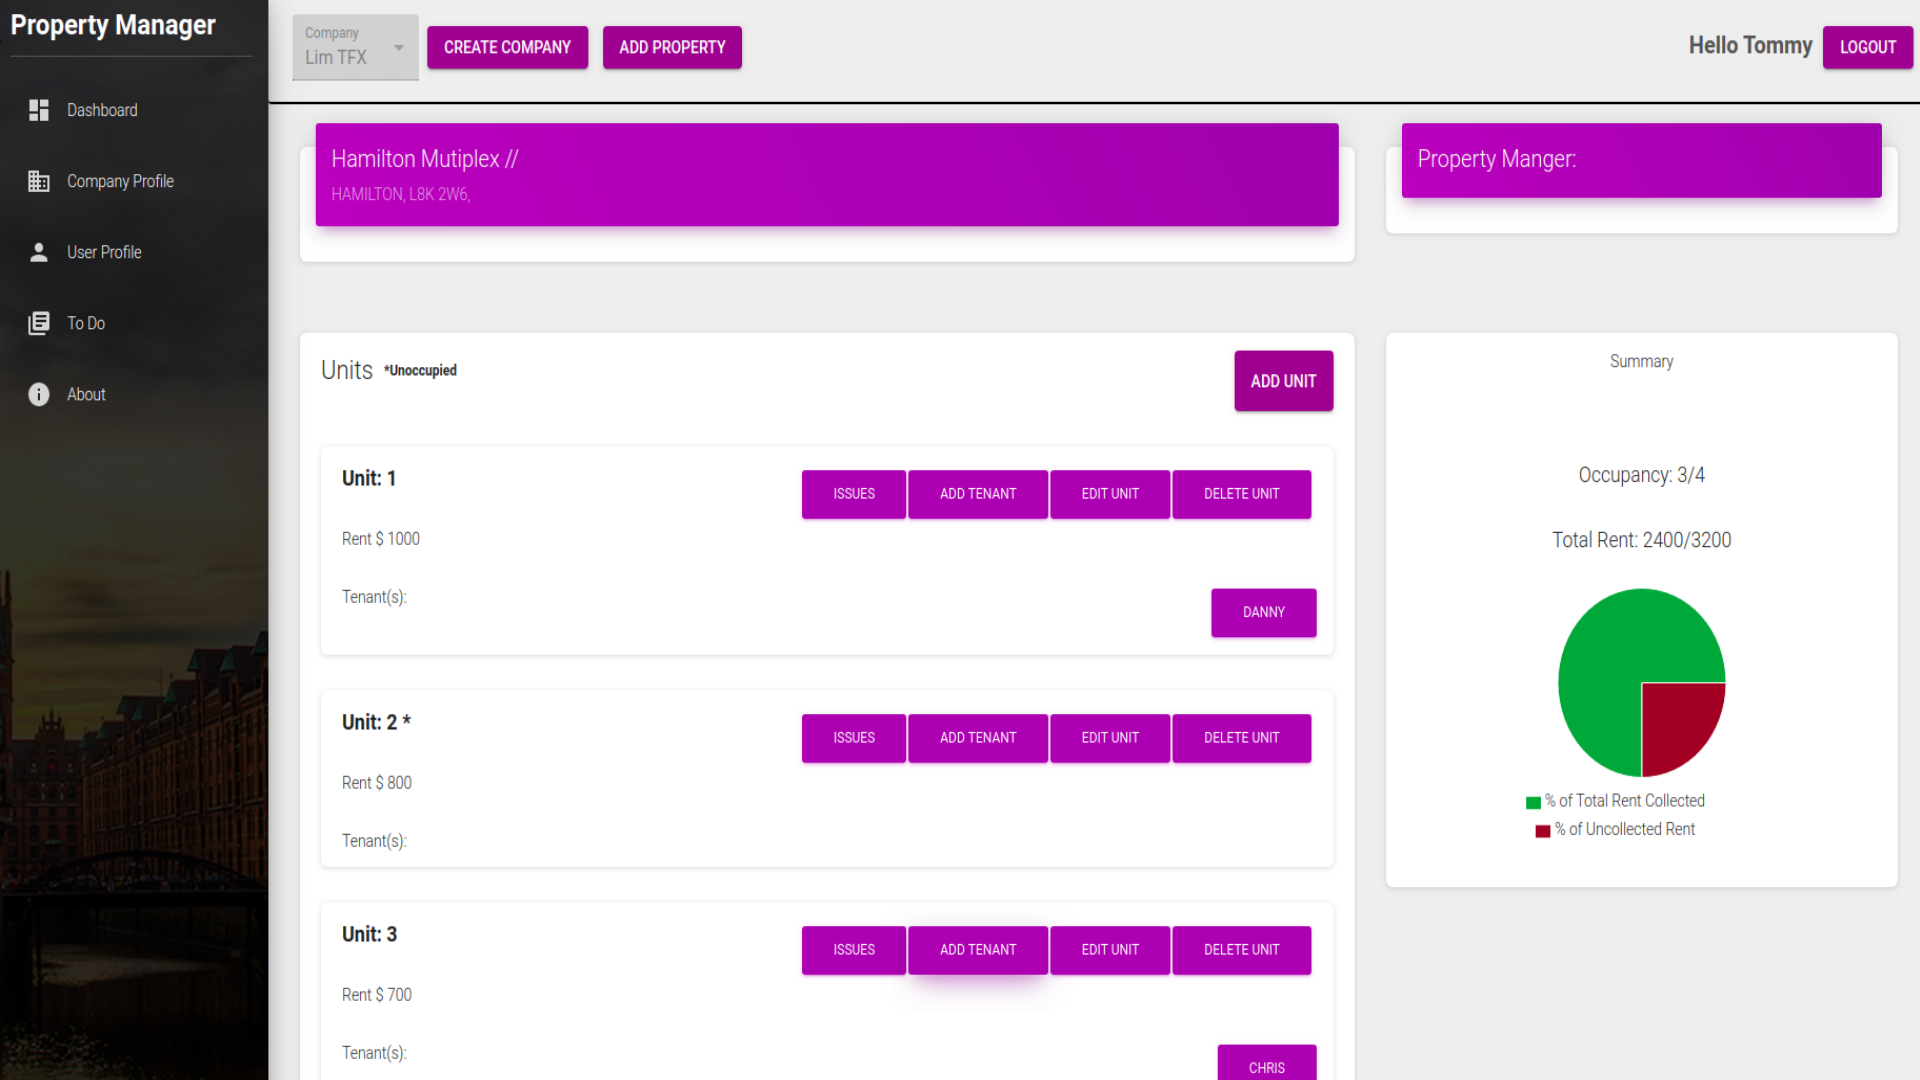 Property Manager
Dashboard
Company Profile
User Profile
To Do
About
Company
Lim TFX
CREATE COMPANY
ADD PROPERTY
Hello Tommy
LOGOUT
Hamilton Mutiplex //
HAMILTON, L8K 2W6,
Property Manger:
Units *Unoccupied
ADD UNIT
Unit: 1
ISSUES ADD TENANT EDIT UNIT DELETE UNIT
Rent $ 1000
Tenant(s):
DANNY
Unit: 2 *
ISSUES ADD TENANT EDIT UNIT DELETE UNIT
Rent $ 800
Tenant(s):
Unit: 3
ISSUES ADD TENANT EDIT UNIT DELETE UNIT
Rent $ 700
Tenant(s):
CHRIS
Summary
Occupancy: 3/4
Total Rent: 2400/3200
% of Total Rent Collected
% of Uncollected Rent